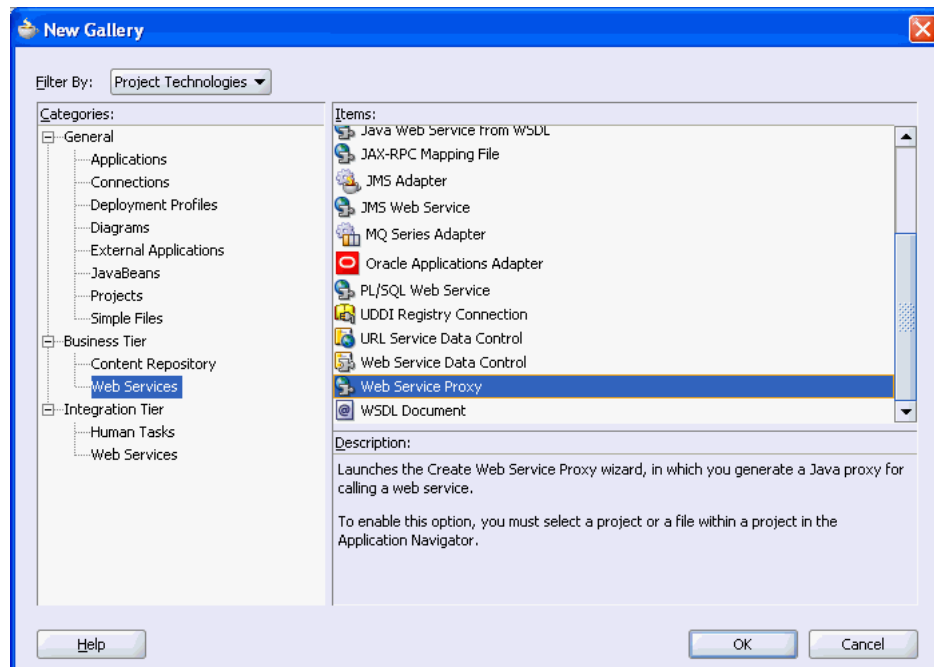 New Gallery
Filter By: Project Technologies
Categories:
General
Applications
Connections
Deployment Profiles
Diagrams
External Applications
JavaBeans
Projects
Simple Files
Business Tier
Content Repository
Web Services
Integration Tier
Human Tasks
Web Services
Items:
Java Web Service from WSDL
JAX-RPC Mapping File
JMS Adapter
JMS Web Service
MQ Series Adapter
Oracle Applications Adapter
PL/SQL Web Service
UDDI Registry Connection
URL Service Data Control
Web Service Data Control
Web Service Proxy
WSDL Document
Description:
Launches the Create Web Service Proxy wizard, in which you generate a Java proxy for
calling a web service.
To enable this option, you must select a project or a file within a project in the
Application Navigator.
Help
OK
Cancel